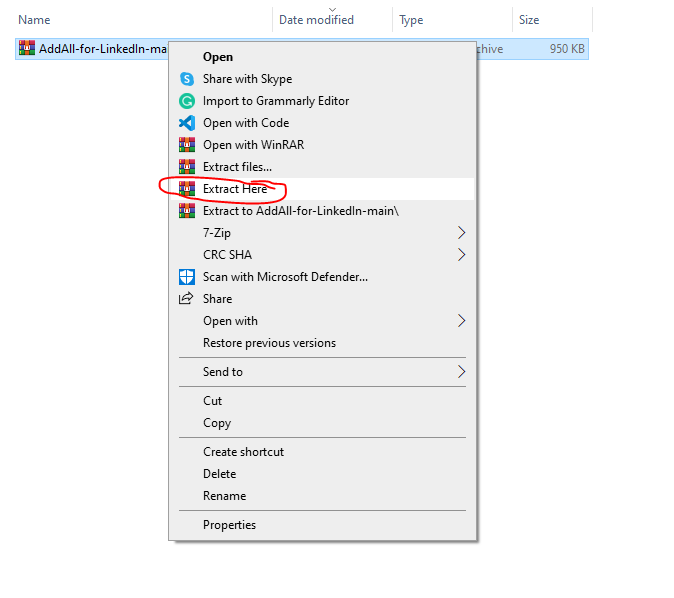 Name Date modified Type Size
AddAll-for-LinkedIn-ma chive 950 KB
Open
Share with Skype
Import to Grammarly Editor
Open with Code
Open with WinRAR
Extract files...
Extract Here
Extract to AddAll-for-LinkedIn-main\
7-Zip
CRC SHA
Scan with Microsoft Defender...
Share
Open with
Restore previous versions
Send to
Cut
Copy
Create shortcut
Delete
Rename
Properties